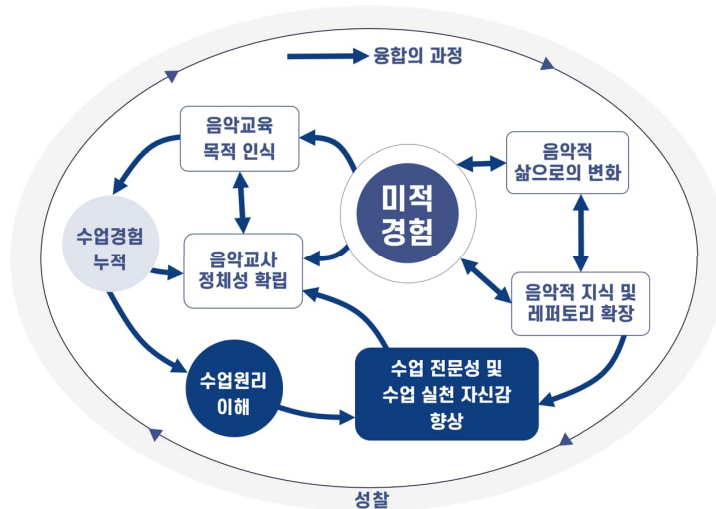 융합의 과정
음악교육
목적 인식
음악적
삶으로의 변화
미적
경험
수업경험
누적
음악교사
정체성 확립
음악적 지식 및
레퍼토리 확장
수업원리
이해
수업 전문성 및
수업 실천 자신감
향상
성찰